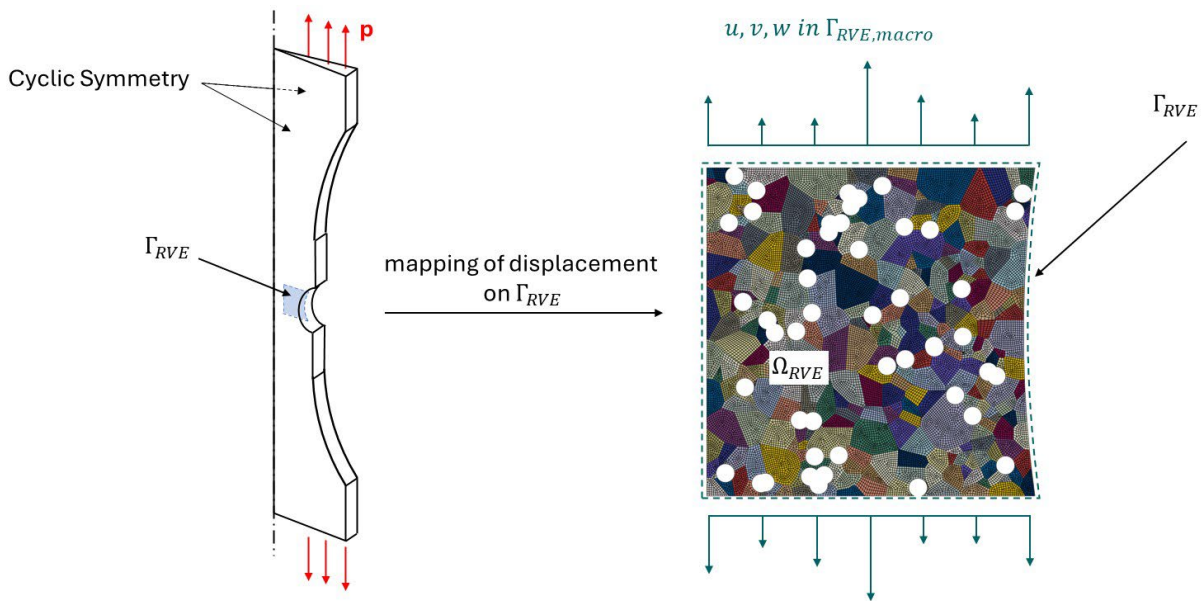 p
Cyclic Symmetry
Γ_RVE
mapping of displacement
on Γ_RVE
u, v, w in Γ_RVE,macro
Γ_RVE
Ω_RVE